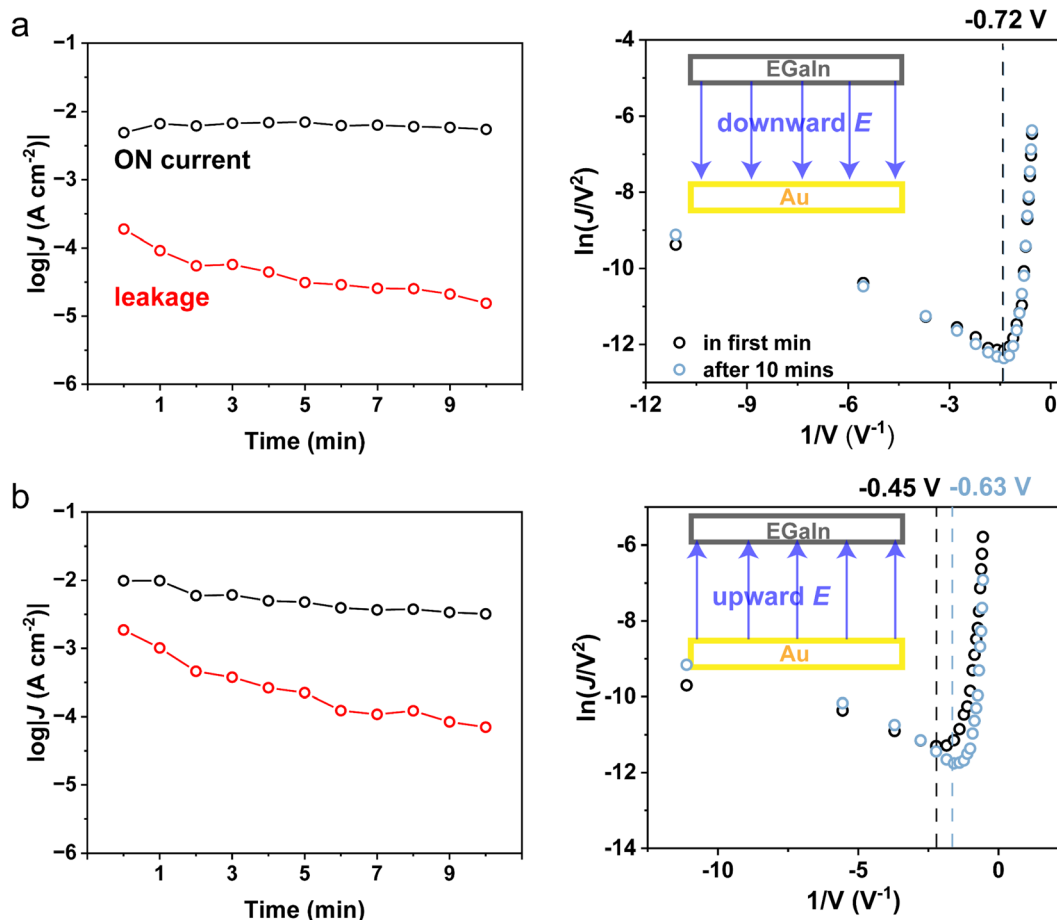 a
−1
−2
−3
−4
−5
−6
log|J (A cm⁻²)|
ON current
leakage
1 3 5 7 9
Time (min)
-0.72 V
-4
-6
-8
-10
-12
ln(J/V²)
EGaIn
downward E
Au
in first min
after 10 mins
-12 -9 -6 -3 0
1/V (V⁻¹)
b
−1
−2
−3
−4
−5
−6
log|J (A cm⁻²)|
1 3 5 7 9
Time (min)
-0.45 V -0.63 V
-6
-8
-10
-12
-14
ln(J/V²)
EGaIn
upward E
Au
-10 -5 0
1/V (V⁻¹)